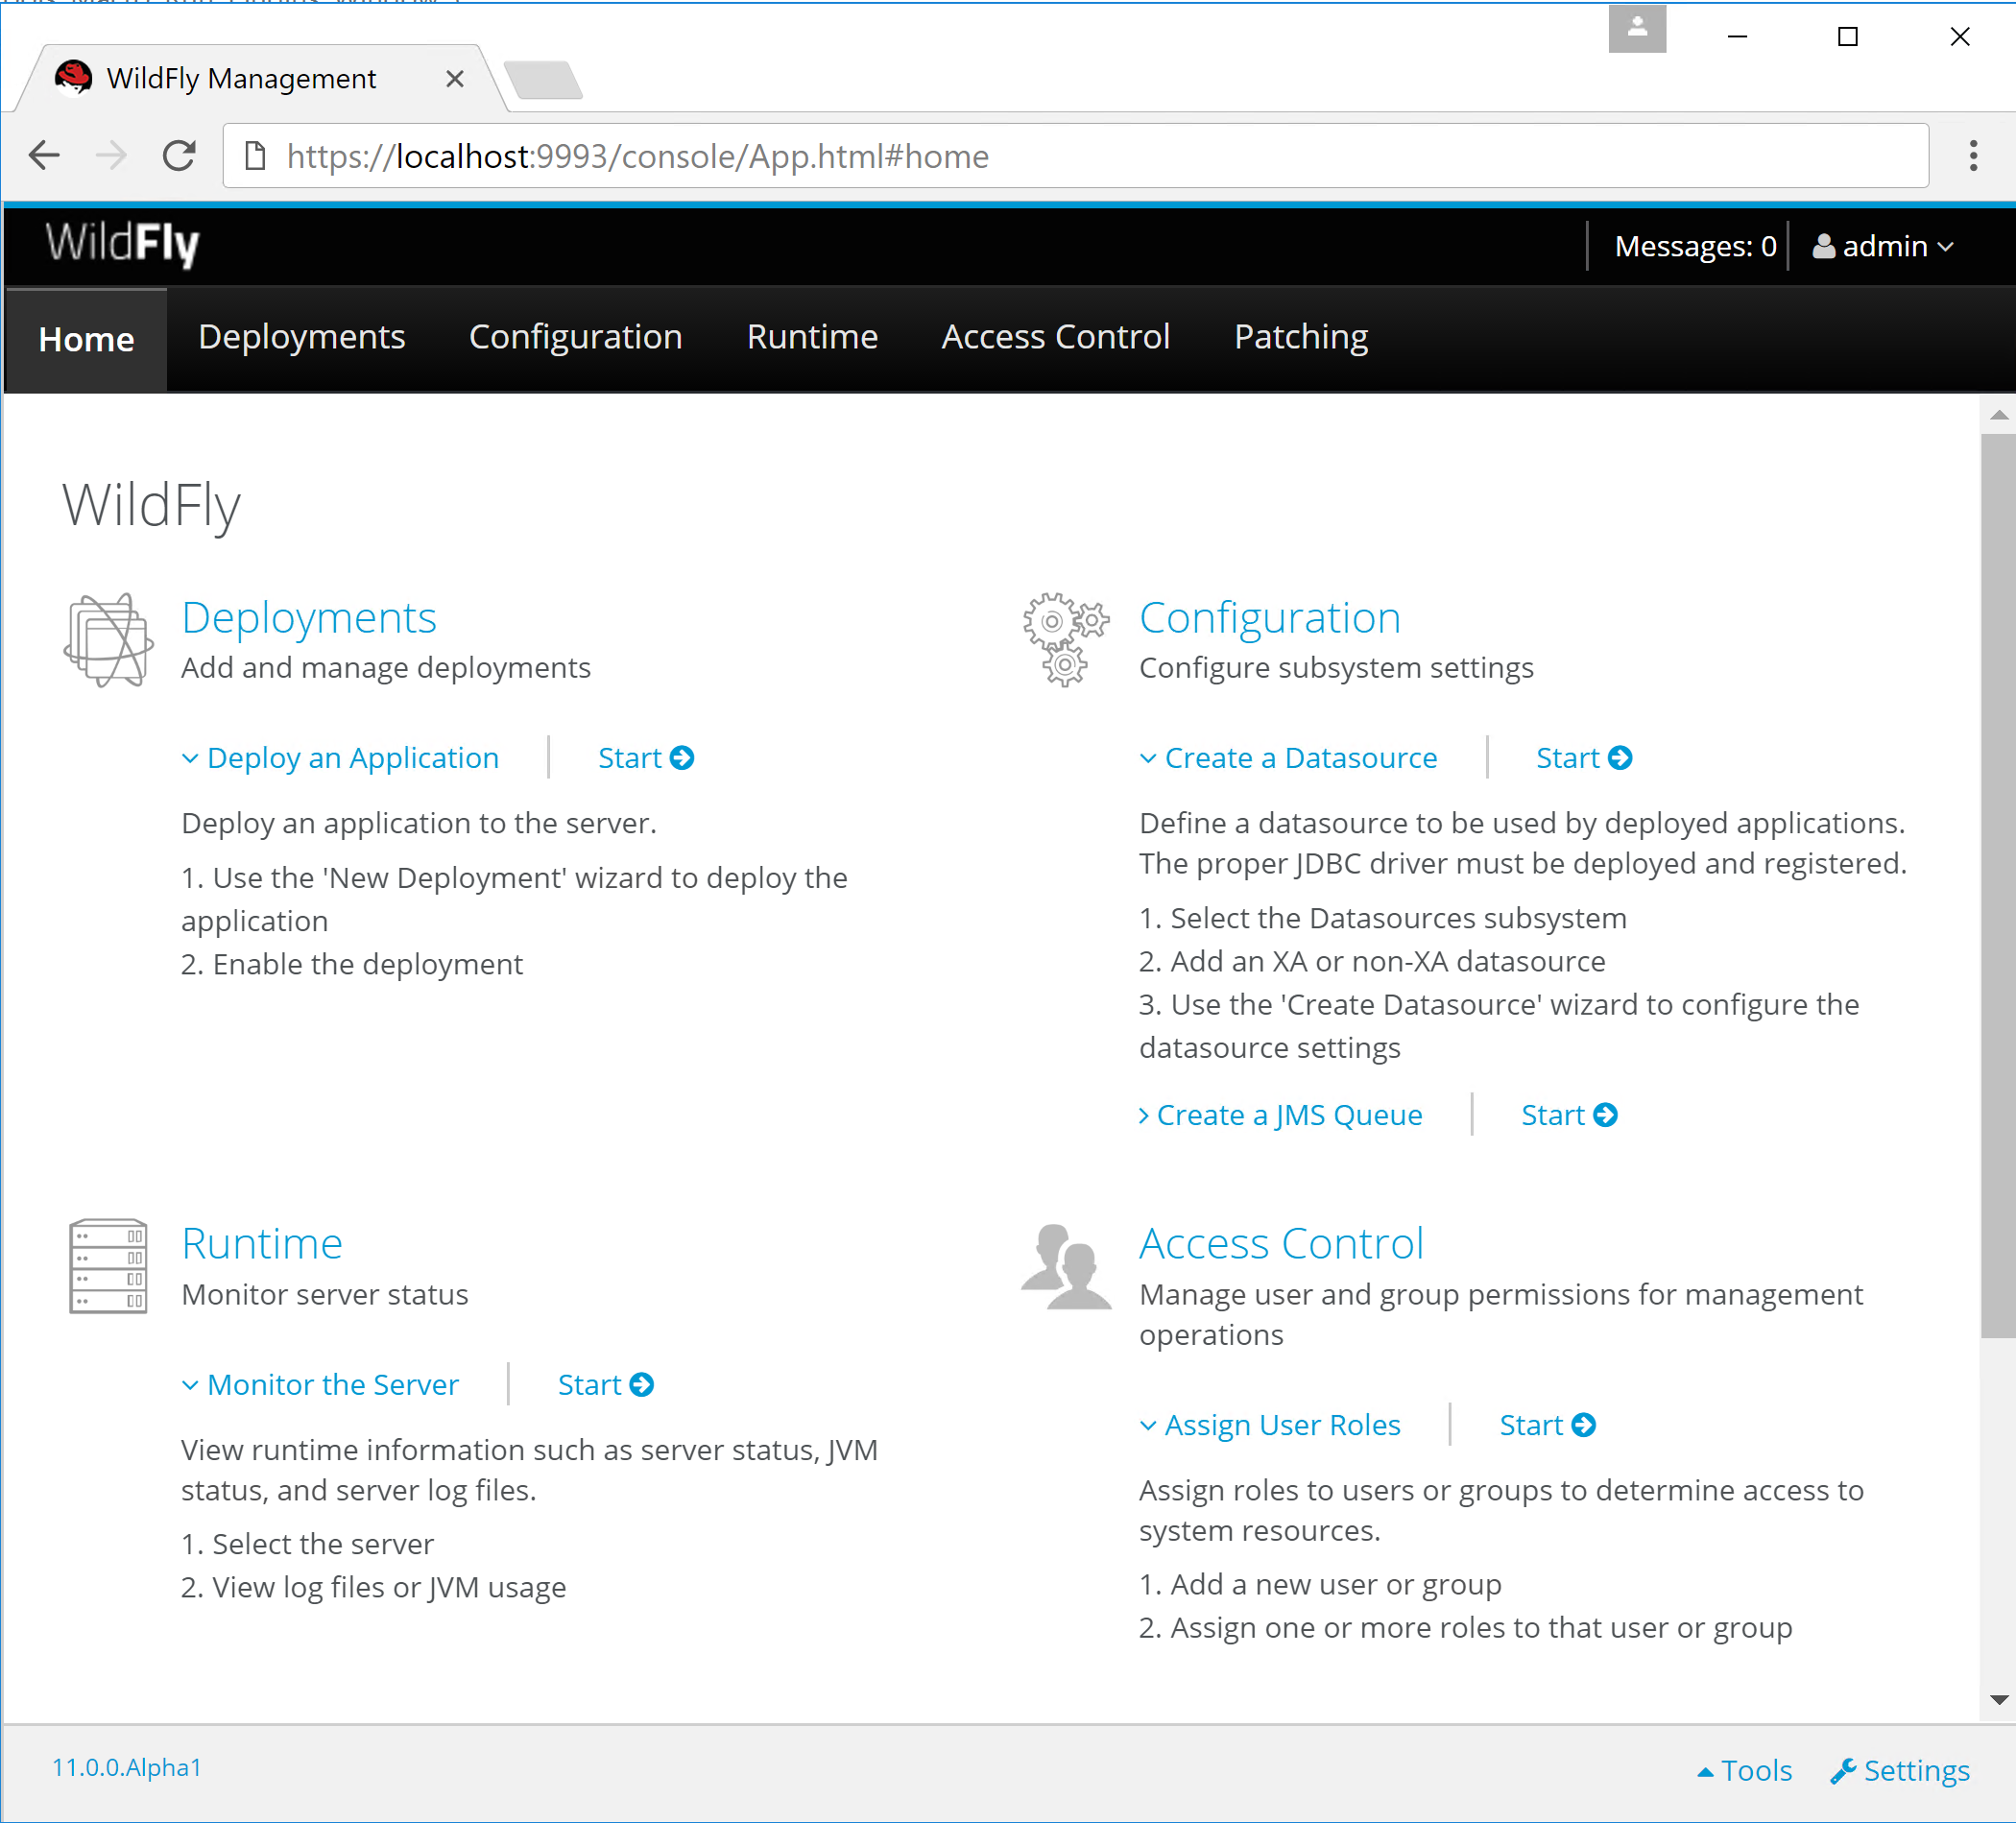 WildFly Management
https://localhost:9993/console/App.html#home
WildFly
Messages: 0
admin
Home
Deployments
Configuration
Runtime
Access Control
Patching
WildFly
Deployments
Add and manage deployments
Deploy an Application
Start
Deploy an application to the server.
1. Use the 'New Deployment' wizard to deploy the
application
2. Enable the deployment
Configuration
Configure subsystem settings
Create a Datasource
Start
Define a datasource to be used by deployed applications.
The proper JDBC driver must be deployed and registered.
1. Select the Datasources subsystem
2. Add an XA or non-XA datasource
3. Use the 'Create Datasource' wizard to configure the
datasource settings
Create a JMS Queue
Start
Runtime
Monitor server status
Monitor the Server
Start
View runtime information such as server status, JVM
status, and server log files.
1. Select the server
2. View log files or JVM usage
Access Control
Manage user and group permissions for management
operations
Assign User Roles
Start
Assign roles to users or groups to determine access to
system resources.
1. Add a new user or group
2. Assign one or more roles to that user or group
11.0.0.Alpha1
Tools
Settings